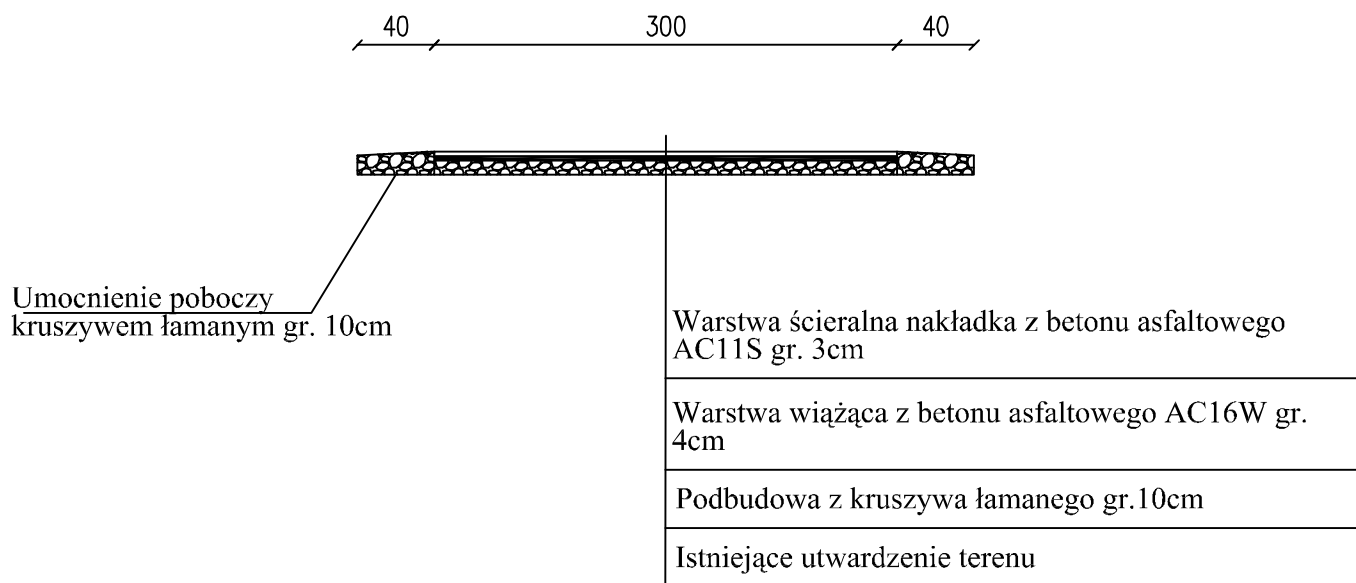 40 300 40
Umocnienie poboczy
kruszywem łamanym gr. 10cm
Warstwa ścieralna nakładka z betonu asfaltowego
AC11S gr. 3cm
Warstwa wiążąca z betonu asfaltowego AC16W gr.
4cm
Podbudowa z kruszywa łamanego gr.10cm
Istniejące utwardzenie terenu